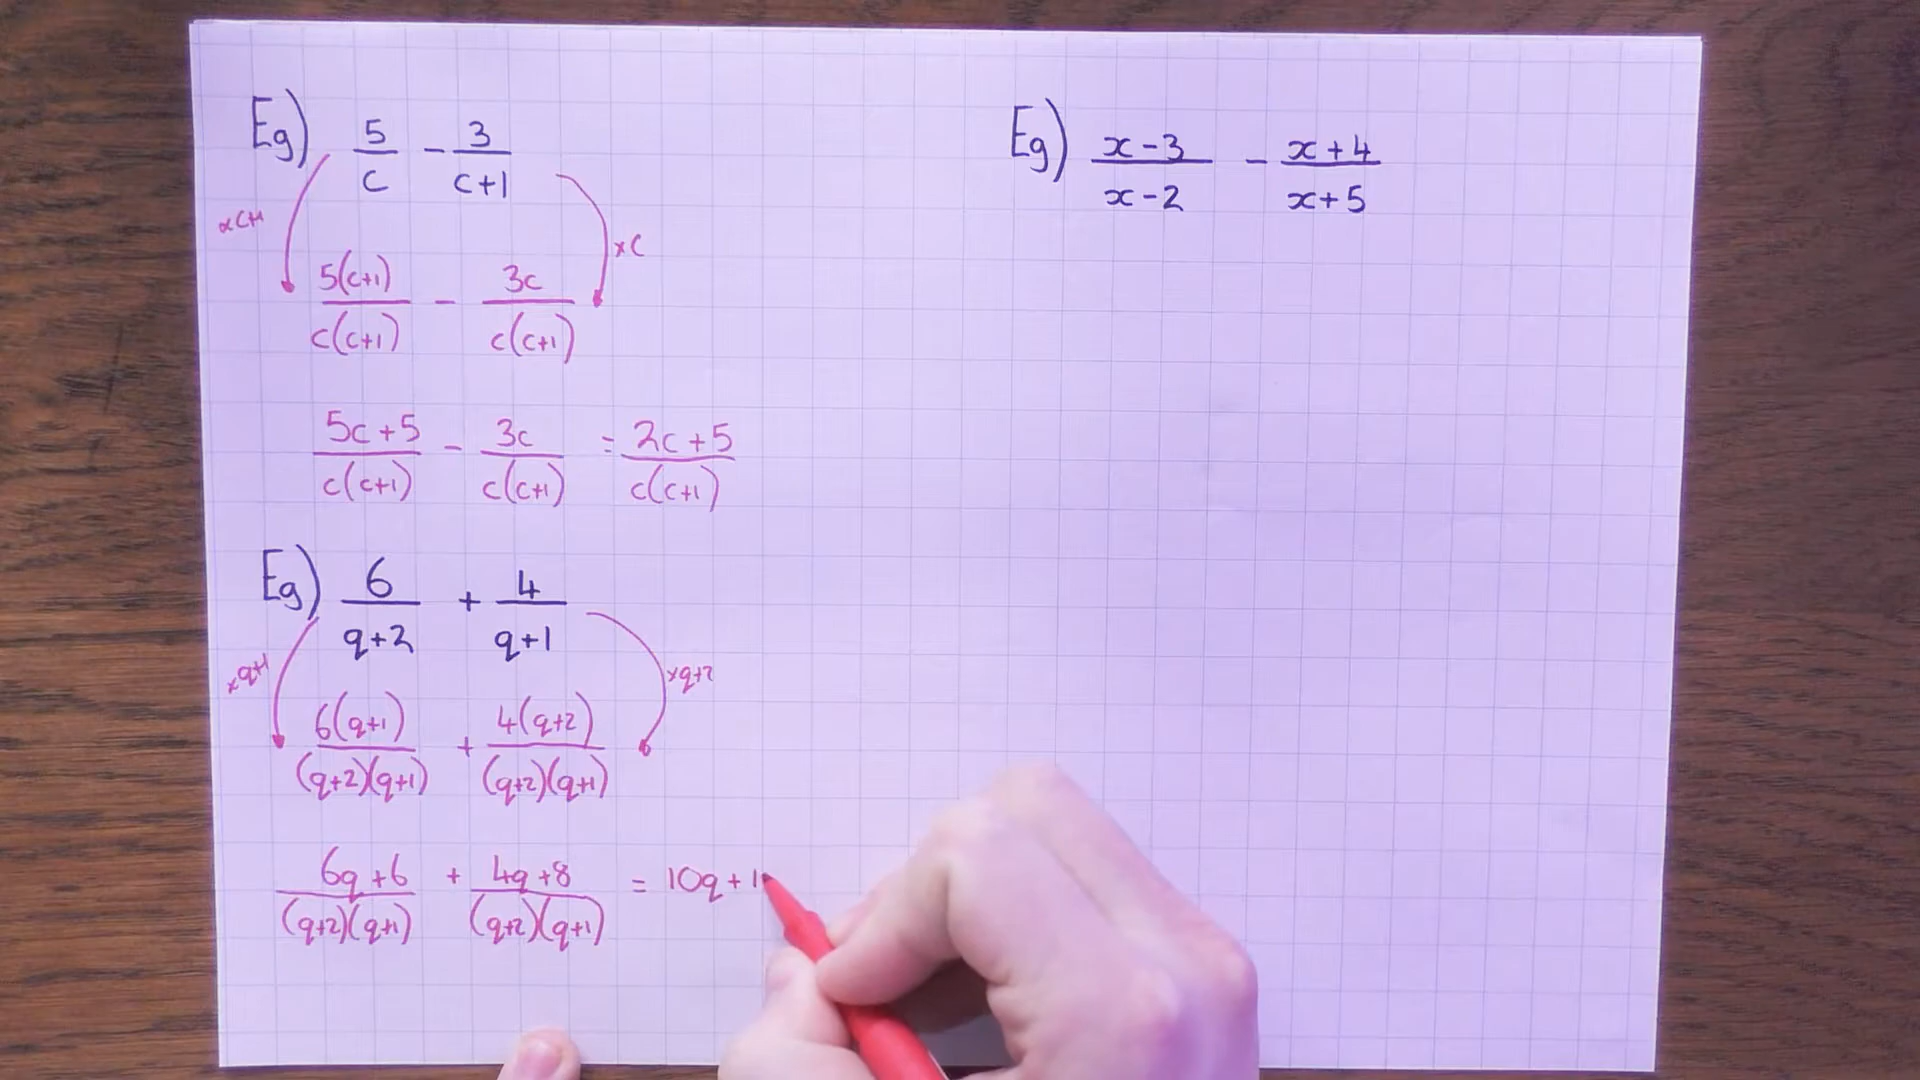 Eg) 5/c - 3/c+1
×c+1
×c
5(c+1)/c(c+1) - 3c/c(c+1)
5c+5/c(c+1) - 3c/c(c+1) = 2c+5/c(c+1)
Eg) 6/q+2 + 4/q+1
×q+1
×q+2
6(q+1)/(q+2)(q+1) + 4(q+2)/(q+2)(q+1)
6q+6/(q+2)(q+1) + 4q+8/(q+2)(q+1) = 10q+1
Eg) x-3/x-2 - x+4/x+5